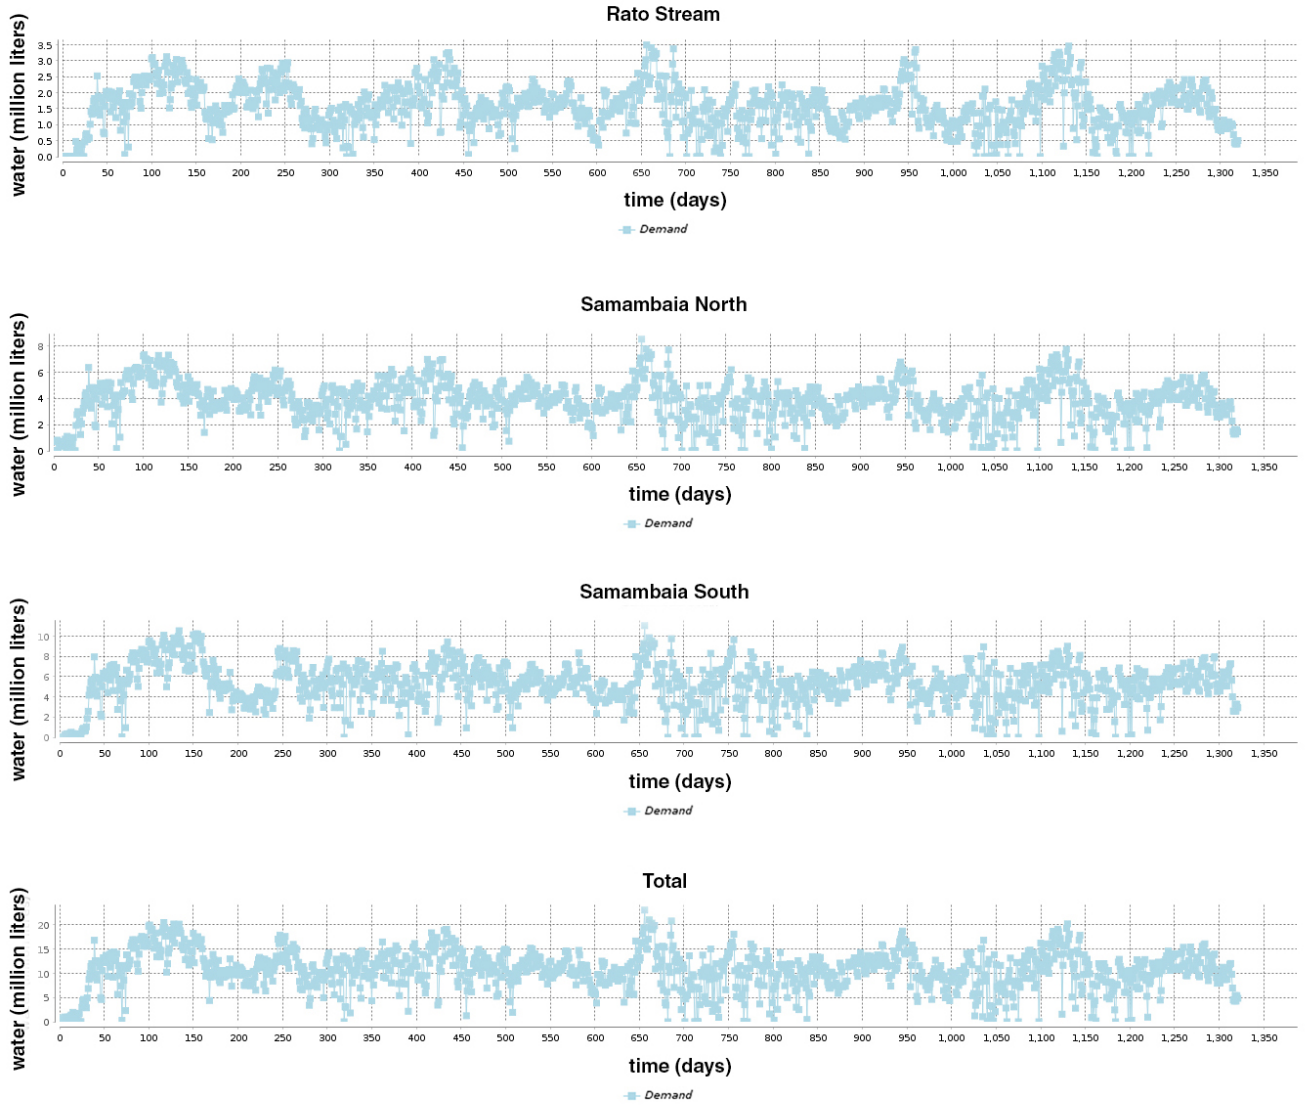 Rato Stream
water (million liters)
3.5
3.0
2.5
2.0
1.5
1.0
0.5
0.0
0 50 100 150 200 250 300 350 400 450 500 550 600 650 700 750 800 850 900 950 1,000 1,050 1,100 1,150 1,200 1,250 1,300 1,350
time (days)
Demand
Samambaia North
water (million liters)
8
6
4
2
0
0 50 100 150 200 250 300 350 400 450 500 550 600 650 700 750 800 850 900 950 1,000 1,050 1,100 1,150 1,200 1,250 1,300 1,350
time (days)
Demand
Samambaia South
water (million liters)
10
8
6
4
2
0
0 50 100 150 200 250 300 350 400 450 500 550 600 650 700 750 800 850 900 950 1,000 1,050 1,100 1,150 1,200 1,250 1,300 1,350
time (days)
Demand
Total
water (million liters)
20
15
10
5
0
0 50 100 150 200 250 300 350 400 450 500 550 600 650 700 750 800 850 900 950 1,000 1,050 1,100 1,150 1,200 1,250 1,300 1,350
time (days)
Demand